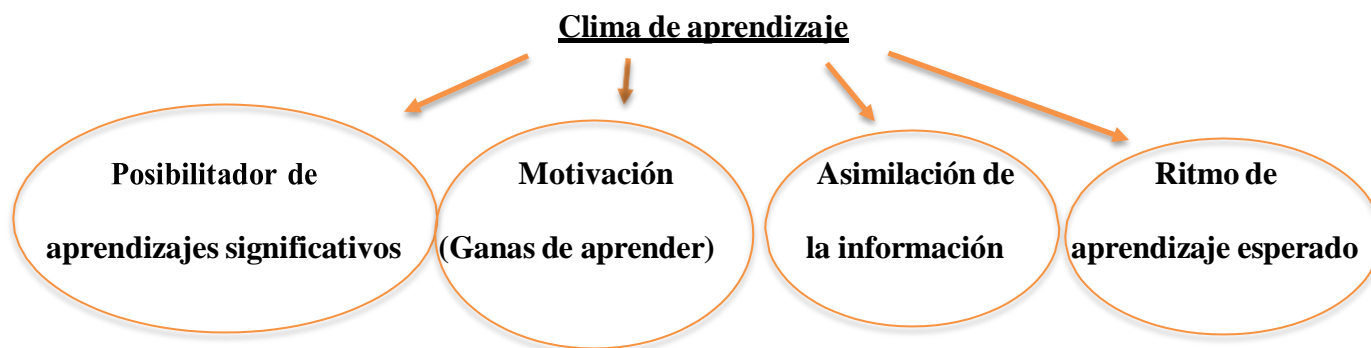 Clima de aprendizaje
Posibilitador de
aprendizajes significativos
Motivación
(Ganas de aprender)
Asimilación de
la información
Ritmo de
aprendizaje esperado